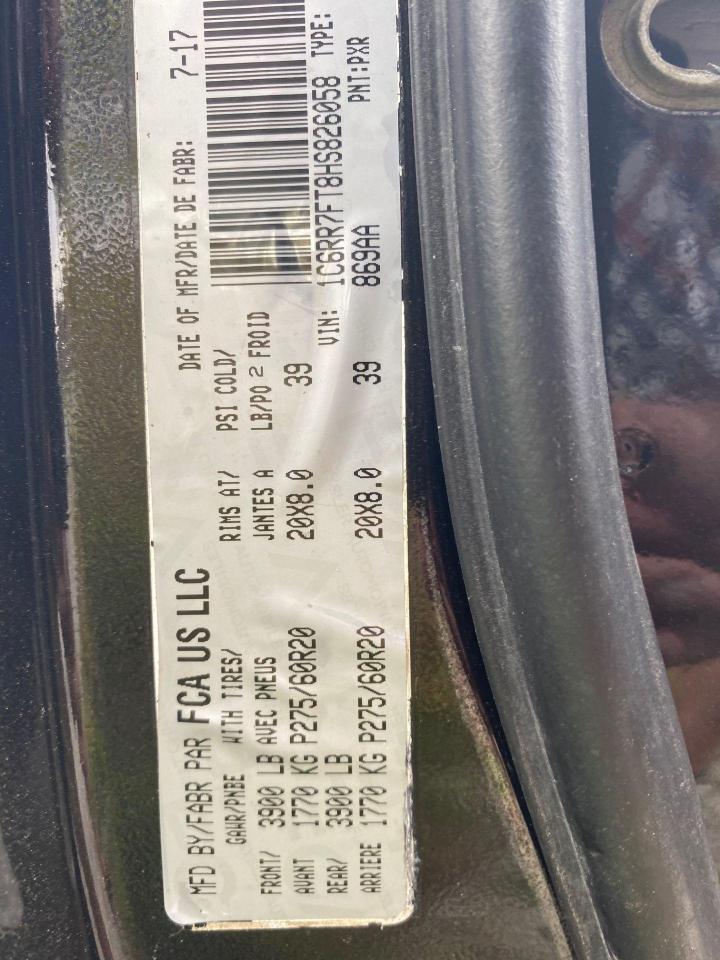 MFD BY/FABR PAR FCA US LLC
DATE OF MFR/DATE DE FABR: 7-17
GAWR/PNBE WITH TIRES/ RIMS AT/ PSI COLD/
FRONT/ 3900 LB AVEC PNEUS JANTES A LB/PO 2 FROID
AVANT 1770 KG P275/60R20 20X8.0 39
REAR/ 3900 LB
ARRIERE 1770 KG P275/60R20 20X8.0 39
VIN: 1C6RR7FT8HS826058 TYPE:
869AA PNT:PXR